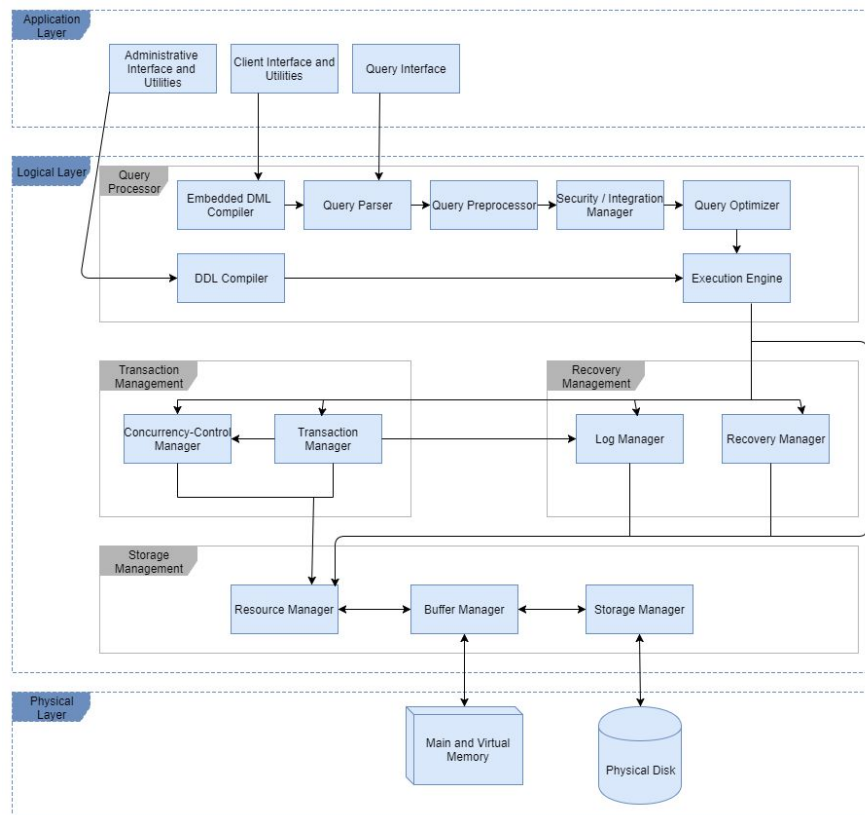 Application
Layer
Administrative
Interface and
Utilities
Client Interface and
Utilities
Query Interface
Logical Layer
Query
Processor
Embedded DML
Compiler
Query Parser
Query Preprocessor
Security / Integration
Manager
Query Optimizer
DDL Compiler
Execution Engine
Transaction
Management
Recovery
Management
Concurrency-Control
Manager
Transaction
Manager
Log Manager
Recovery Manager
Storage
Management
Resource Manager
Buffer Manager
Storage Manager
Physical
Layer
Main and Virtual
Memory
Physical Disk